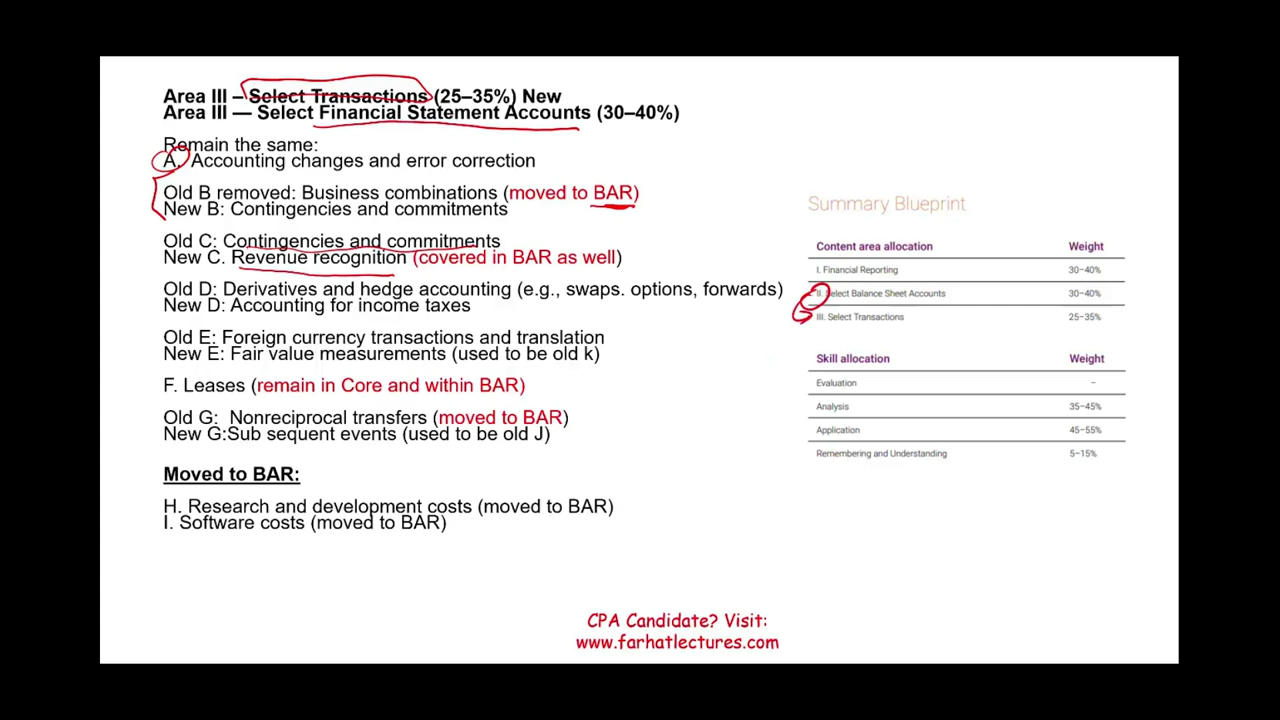 Area III – Select Transactions (25–35%) New
Area III — Select Financial Statement Accounts (30–40%)
Remain the same:
A. Accounting changes and error correction
Old B removed: Business combinations (moved to BAR)
New B: Contingencies and commitments
Old C: Contingencies and commitments
New C. Revenue recognition (covered in BAR as well)
Old D: Derivatives and hedge accounting (e.g., swaps. options, forwards)
New D: Accounting for income taxes
Old E: Foreign currency transactions and translation
New E: Fair value measurements (used to be old k)
F. Leases (remain in Core and within BAR)
Old G: Nonreciprocal transfers (moved to BAR)
New G:Sub sequent events (used to be old J)
Moved to BAR:
H. Research and development costs (moved to BAR)
I. Software costs (moved to BAR)
Summary Blueprint
Content area allocation Weight
I. Financial Reporting 30–40%
II. Select Balance Sheet Accounts 30–40%
III. Select Transactions 25–35%
Skill allocation Weight
Evaluation –
Analysis 35–45%
Application 45–55%
Remembering and Understanding 5–15%
CPA Candidate? Visit:
www.farhatlectures.com